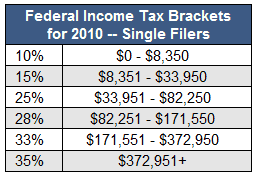 Federal Income Tax Brackets
for 2010 -- Single Filers
10% $0 - $8,350
15% $8,351 - $33,950
25% $33,951 - $82,250
28% $82,251 - $171,550
33% $171,551 - $372,950
35% $372,951+